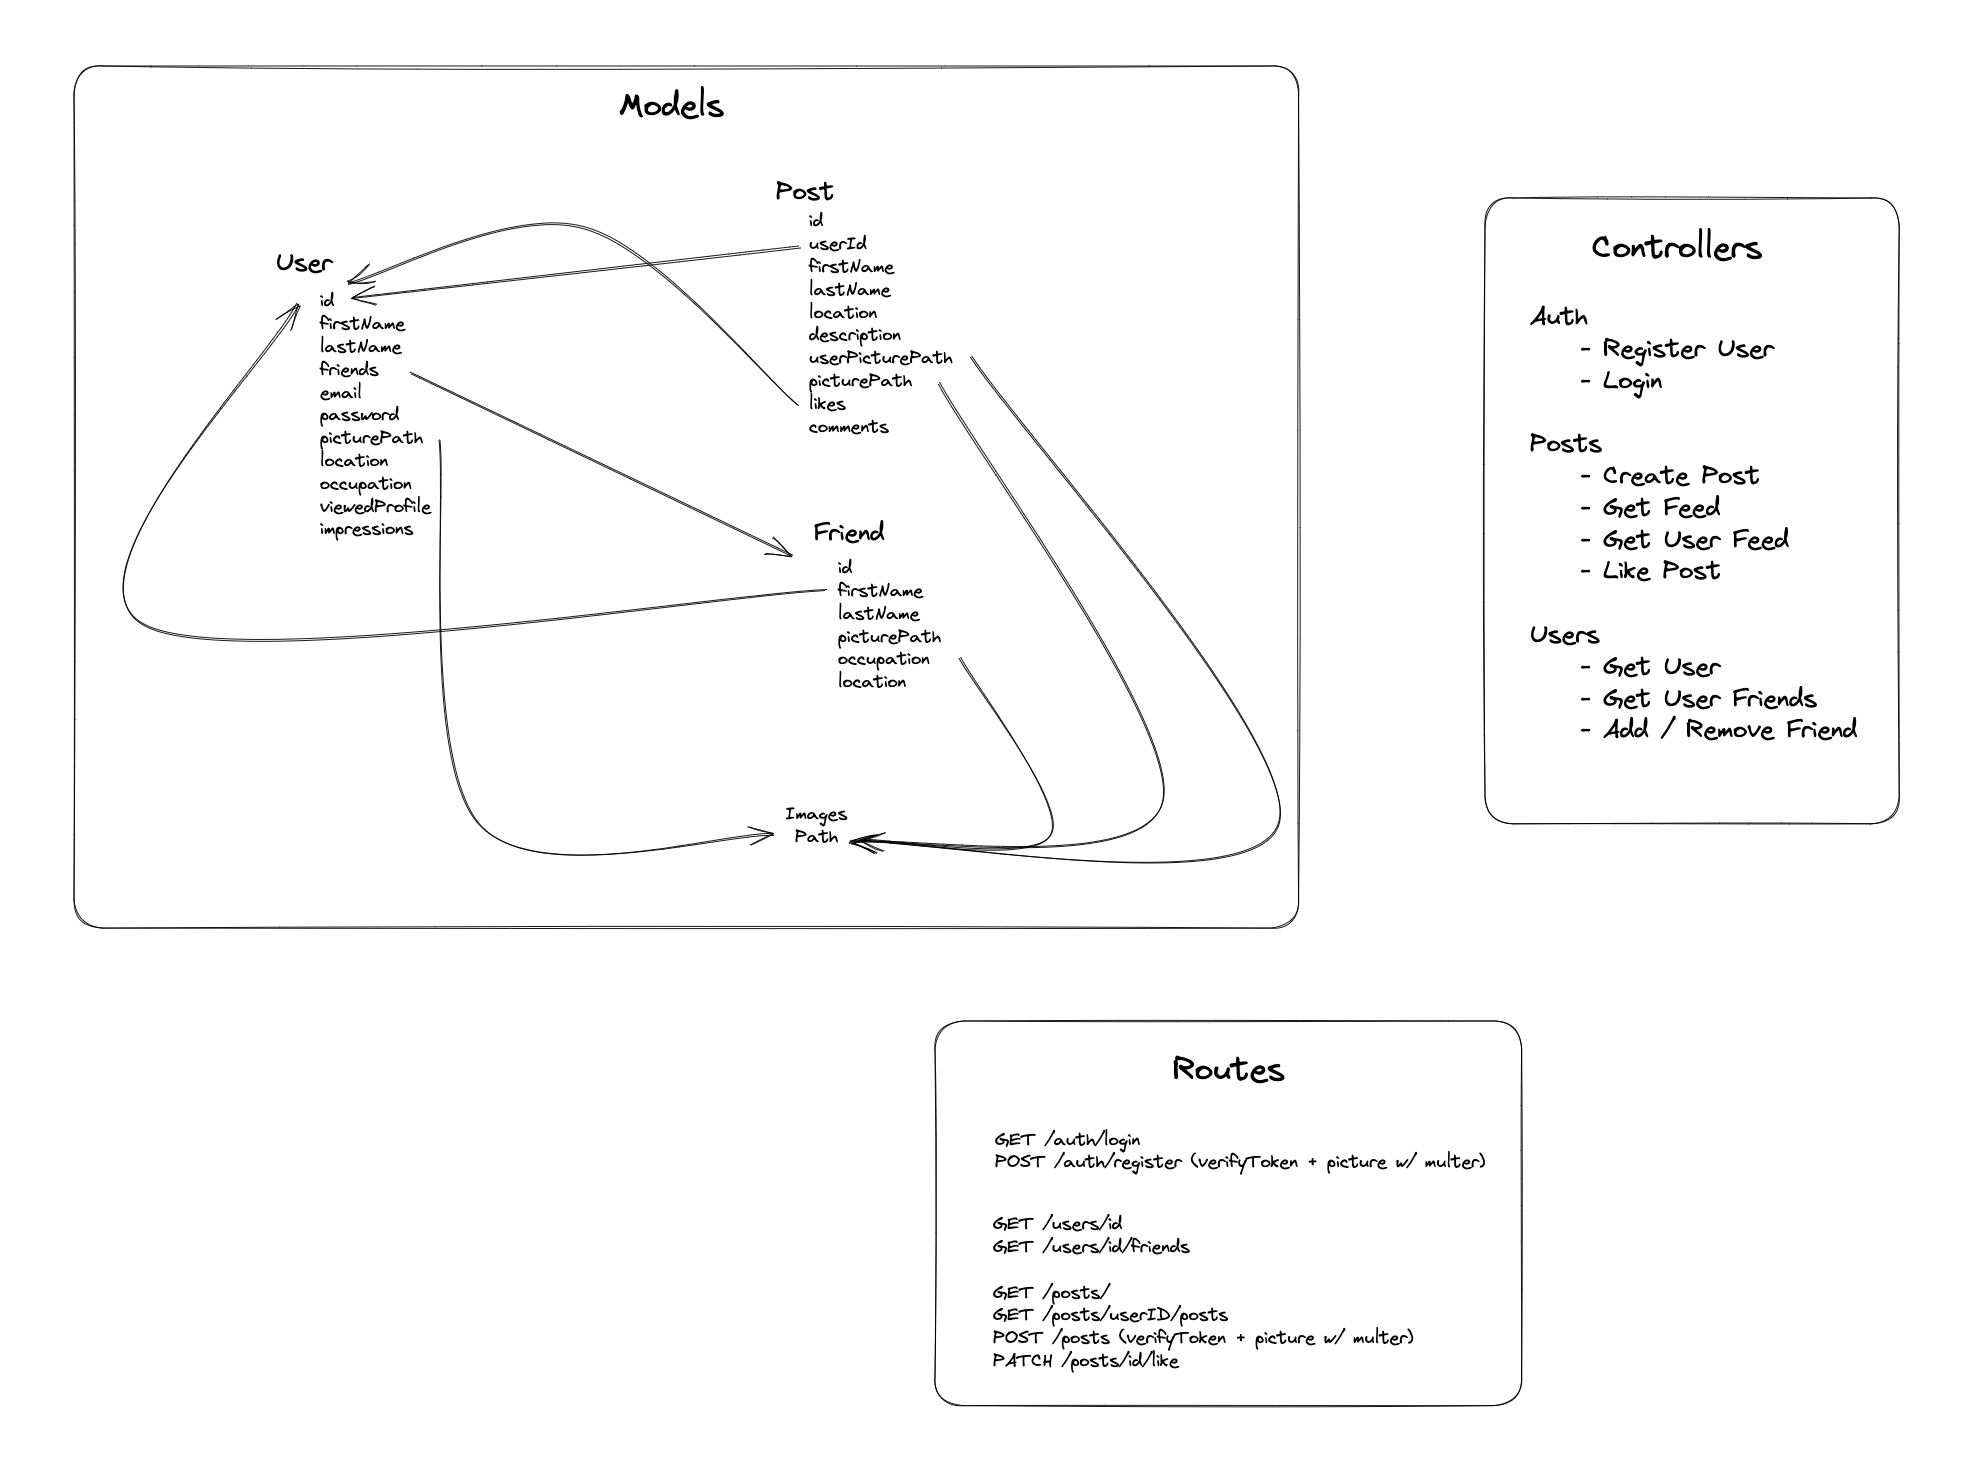 Models
User
id
firstName
lastName
friends
email
password
picturePath
location
occupation
viewedProfile
impressions
Post
id
userId
firstName
lastName
location
description
userPicturePath
picturePath
likes
comments
Friend
id
firstName
lastName
picturePath
occupation
location
Images
Path
Controllers
Auth
- Register User
- Login
Posts
- Create Post
- Get Feed
- Get User Feed
- Like Post
Users
- Get User
- Get User Friends
- Add / Remove Friend
Routes
GET /auth/login
POST /auth/register (verifyToken + picture w/ multer)
GET /users/id
GET /users/id/friends
GET /posts/
GET /posts/userID/posts
POST /posts (verifyToken + picture w/ multer)
PATCH /posts/id/like